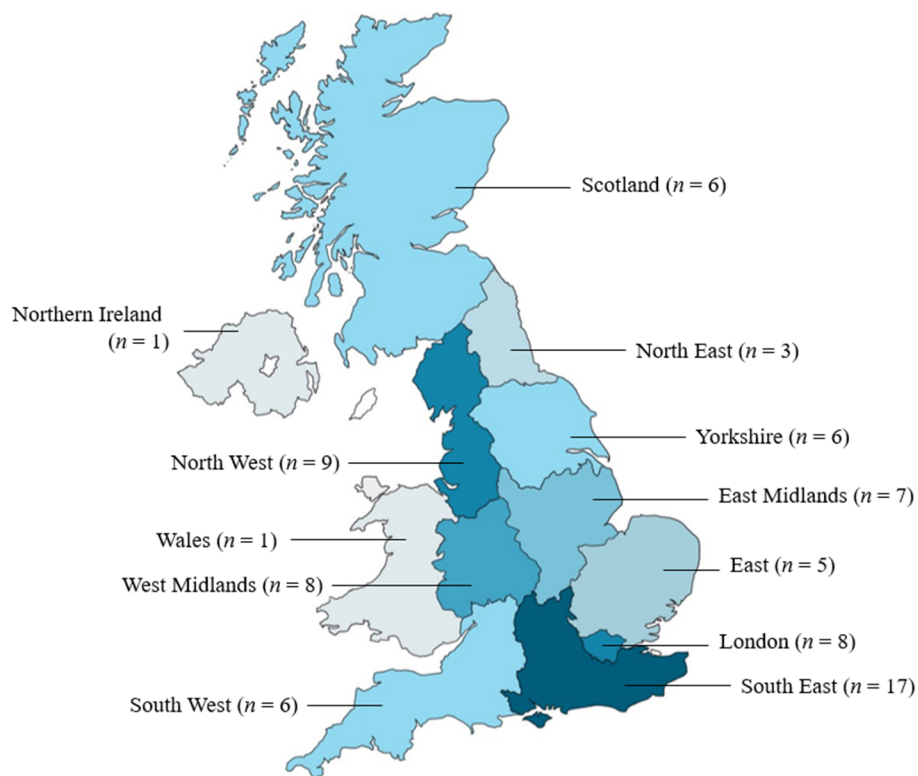 Scotland (n = 6)
Northern Ireland
(n = 1)
North East (n = 3)
Yorkshire (n = 6)
North West (n = 9)
East Midlands (n = 7)
Wales (n = 1)
East (n = 5)
West Midlands (n = 8)
London (n = 8)
South East (n = 17)
South West (n = 6)